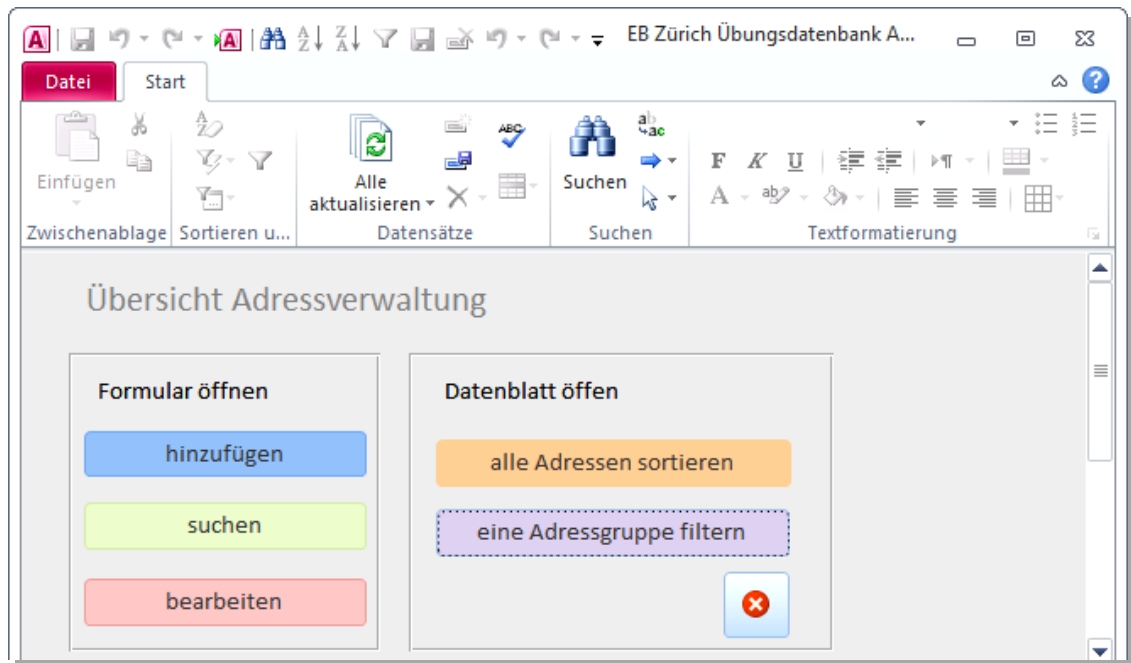 EB Zürich Übungsdatenbank A...
Datei Start
Einfügen
Alle
aktualisieren
Suchen
F K U
Zwischenablage Sortieren u... Datensätze Suchen Textformatierung
Übersicht Adressverwaltung
Formular öffnen
hinzufügen
suchen
bearbeiten
Datenblatt öffen
alle Adressen sortieren
eine Adressgruppe filtern